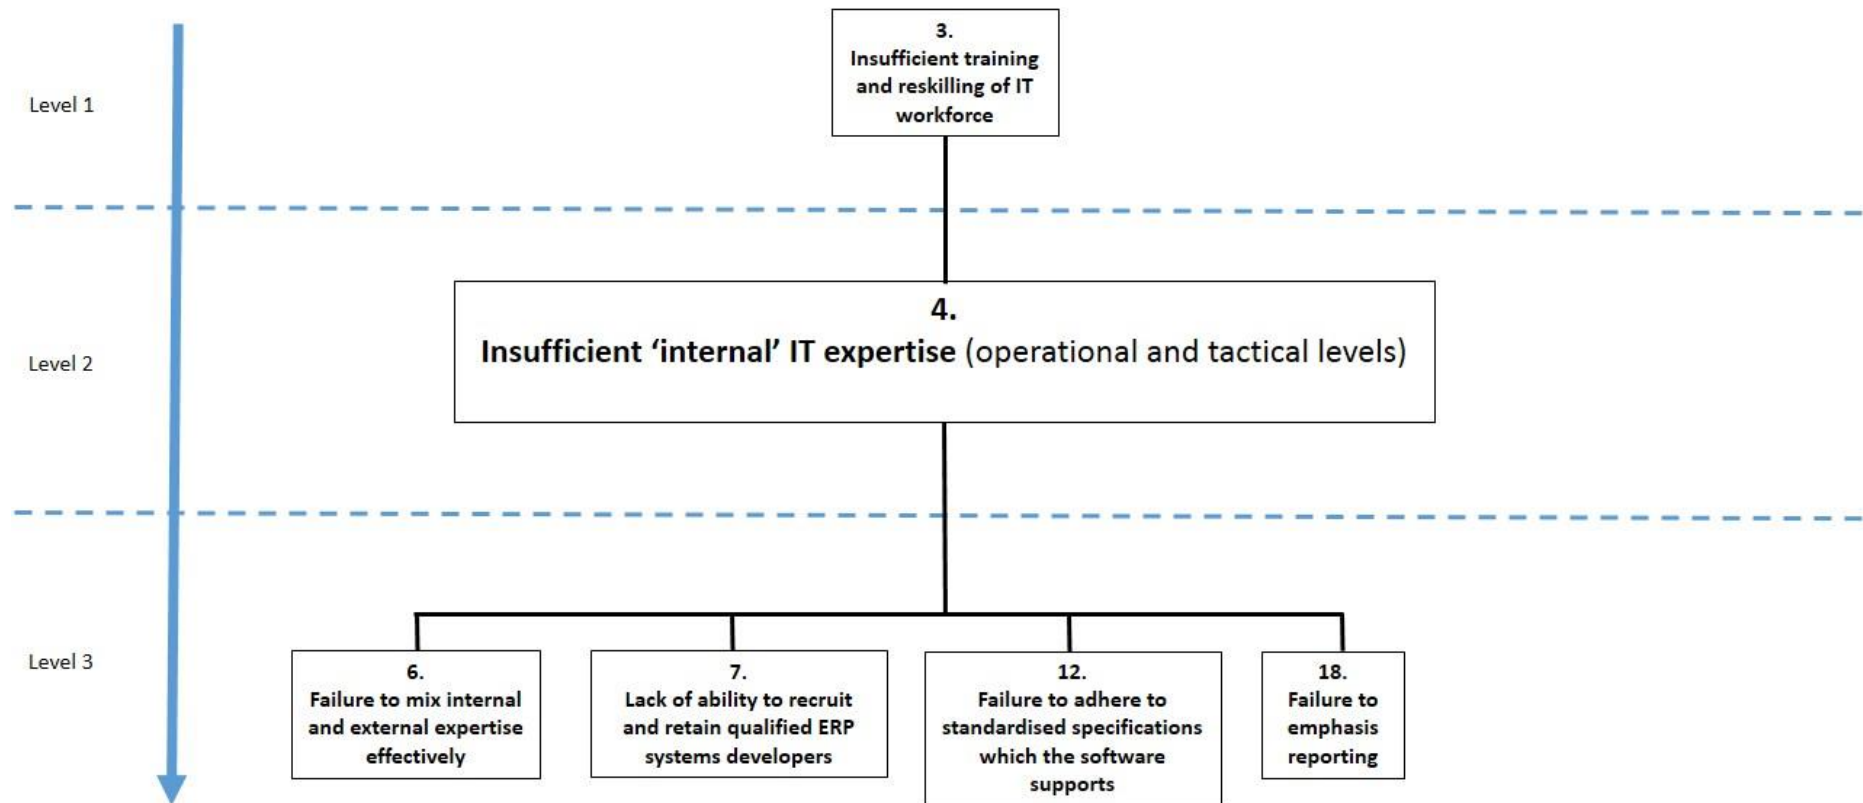 3.
Insufficient training
and reskilling of IT
workforce
Level 1
4.
Insufficient ‘internal’ IT expertise (operational and tactical levels)
Level 2
Level 3
6.
Failure to mix internal
and external expertise
effectively
7.
Lack of ability to recruit
and retain qualified ERP
systems developers
12.
Failure to adhere to
standardised specifications
which the software
supports
18.
Failure to
emphasis
reporting